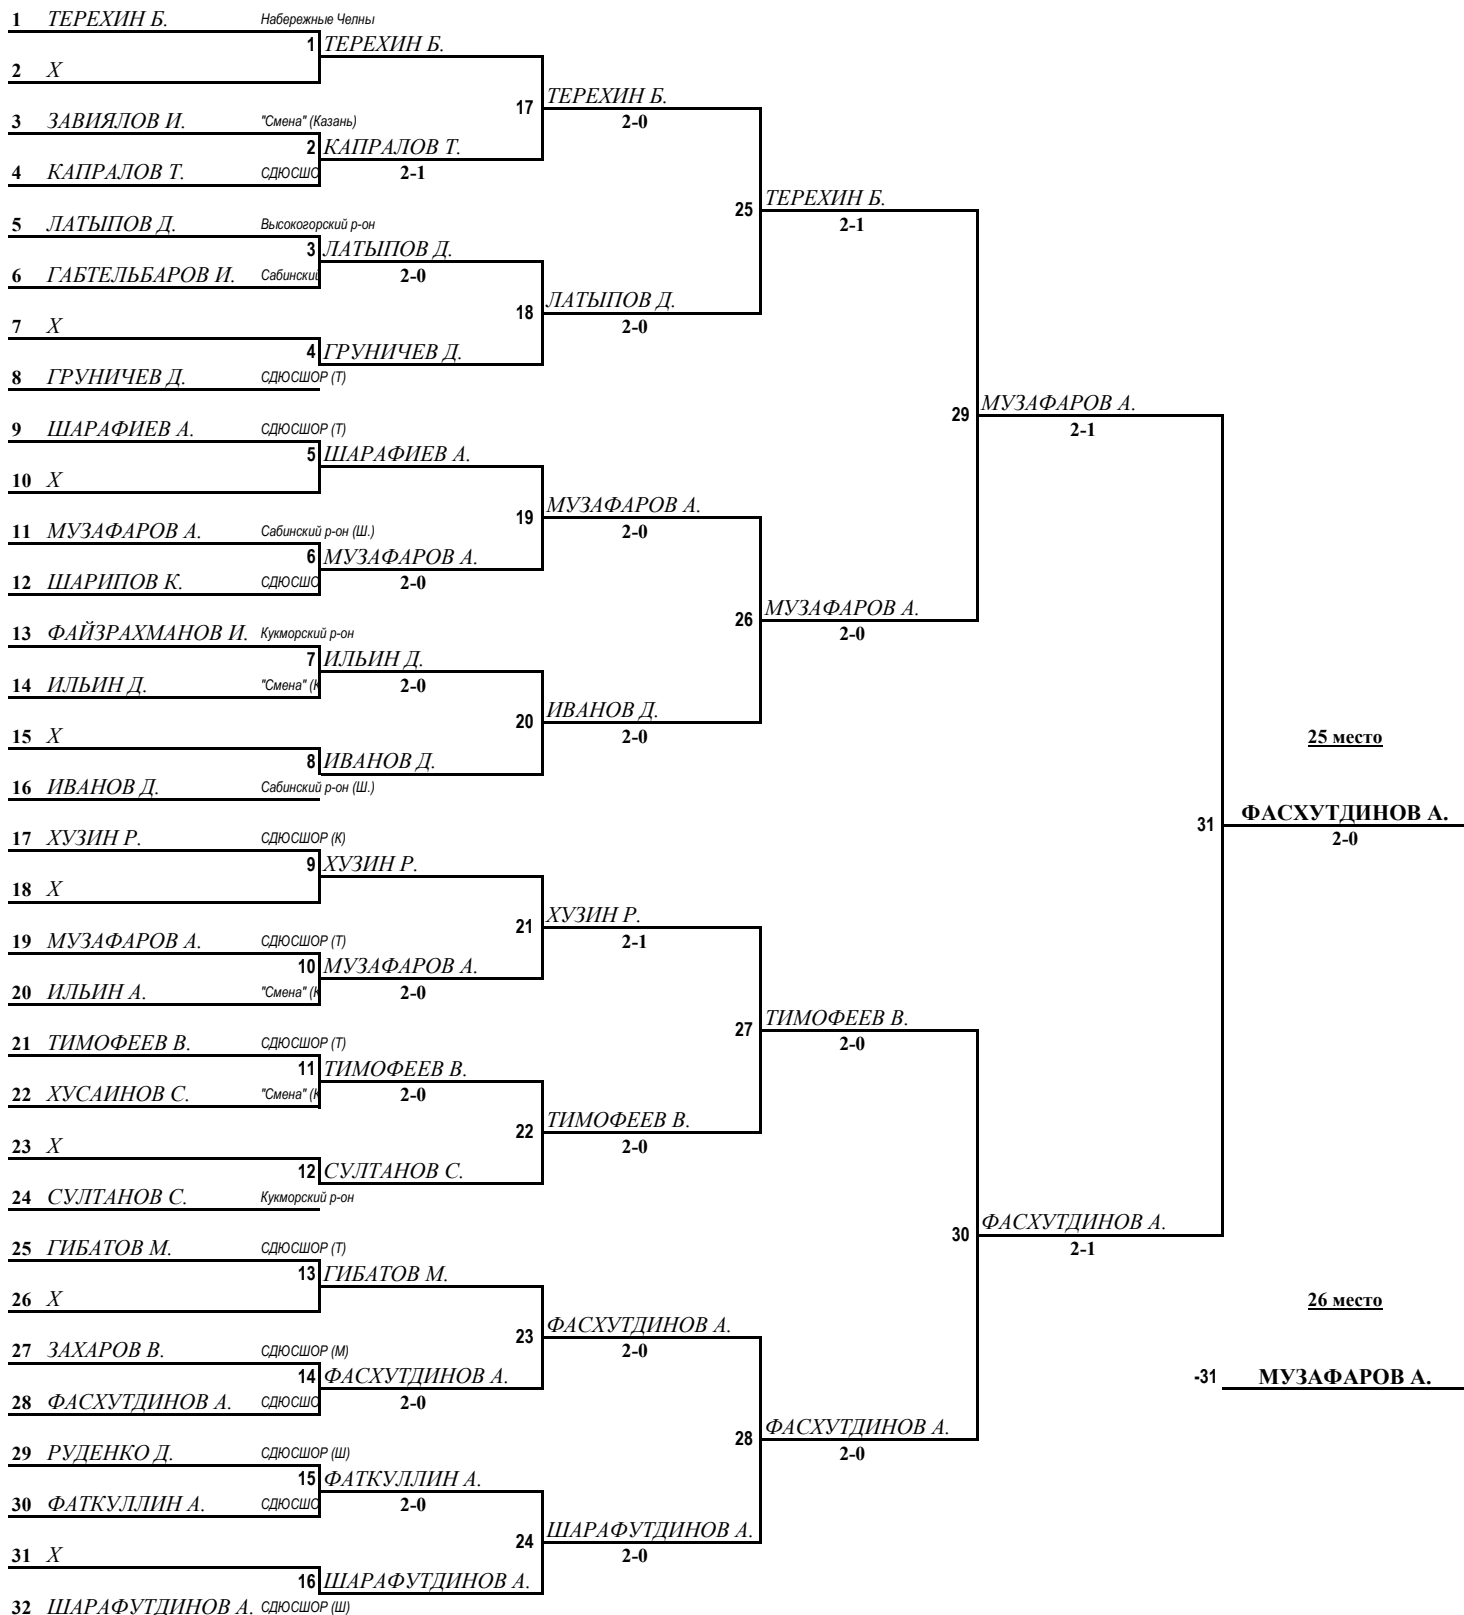 1 ТЕРЕХИН Б. Набережные Челны
1 ТЕРЕХИН Б.
2 Х
17 ТЕРЕХИН Б.
2-0
3 ЗАВИЯЛОВ И. "Смена" (Казань)
2 КАПРАЛОВ Т.
4 КАПРАЛОВ Т. СДЮСШО
2-1
25 ТЕРЕХИН Б.
2-1
5 ЛАТЫПОВ Д. Высокогорский р-он
3 ЛАТЫПОВ Д.
6 ГАБТЕЛЬБАРОВ И. Сабинский
2-0
18 ЛАТЫПОВ Д.
2-0
7 Х
4 ГРУНИЧЕВ Д.
8 ГРУНИЧЕВ Д. СДЮСШОР (Т)
29 МУЗАФАРОВ А.
2-1
9 ШАРАФИЕВ А. СДЮСШОР (Т)
5 ШАРАФИЕВ А.
10 Х
19 МУЗАФАРОВ А.
2-0
11 МУЗАФАРОВ А. Сабинский р-он (Ш.)
6 МУЗАФАРОВ А.
12 ШАРИПОВ К. СДЮСШО
2-0
26 МУЗАФАРОВ А.
2-0
13 ФАЙЗРАХМАНОВ И. Кукморский р-он
7 ИЛЬИН Д.
14 ИЛЬИН Д. "Смена" (К
2-0
20 ИВАНОВ Д.
2-0
15 Х
25 место
8 ИВАНОВ Д.
16 ИВАНОВ Д. Сабинский р-он (Ш.)
31 ФАСХУТДИНОВ А.
2-0
17 ХУЗИН Р. СДЮСШОР (К)
9 ХУЗИН Р.
18 Х
21 ХУЗИН Р.
2-1
19 МУЗАФАРОВ А. СДЮСШОР (Т)
10 МУЗАФАРОВ А.
20 ИЛЬИН А. "Смена" (К
2-0
27 ТИМОФЕЕВ В.
2-0
21 ТИМОФЕЕВ В. СДЮСШОР (Т)
11 ТИМОФЕЕВ В.
22 ХУСАИНОВ С. "Смена" (К
2-0
22 ТИМОФЕЕВ В.
2-0
23 Х
12 СУЛТАНОВ С.
24 СУЛТАНОВ С. Кукморский р-он
30 ФАСХУТДИНОВ А.
2-1
25 ГИБАТОВ М. СДЮСШОР (Т)
13 ГИБАТОВ М.
26 Х
26 место
23 ФАСХУТДИНОВ А.
2-0
27 ЗАХАРОВ В. СДЮСШОР (М)
14 ФАСХУТДИНОВ А.
-31 МУЗАФАРОВ А.
28 ФАСХУТДИНОВ А. СДЮСШО
2-0
28 ФАСХУТДИНОВ А.
2-0
29 РУДЕНКО Д. СДЮСШОР (Ш)
15 ФАТКУЛЛИН А.
30 ФАТКУЛЛИН А. СДЮСШО
2-0
24 ШАРАФУТДИНОВ А.
2-0
31 Х
16 ШАРАФУТДИНОВ А.
32 ШАРАФУТДИНОВ А. СДЮСШОР (Ш)